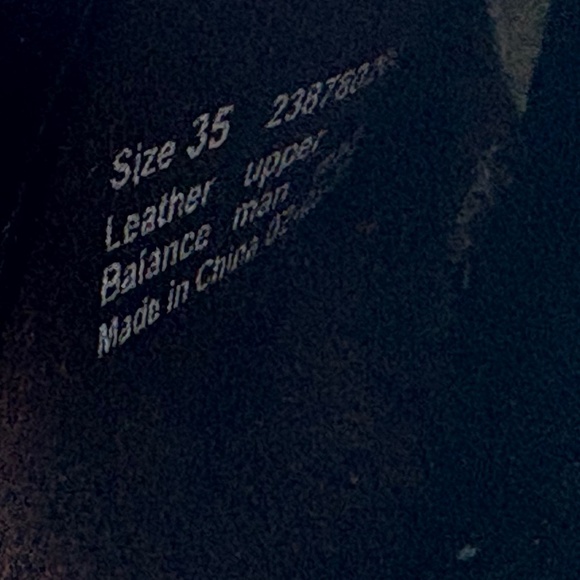 Size 35
Leather upper
Balance man
Made in China